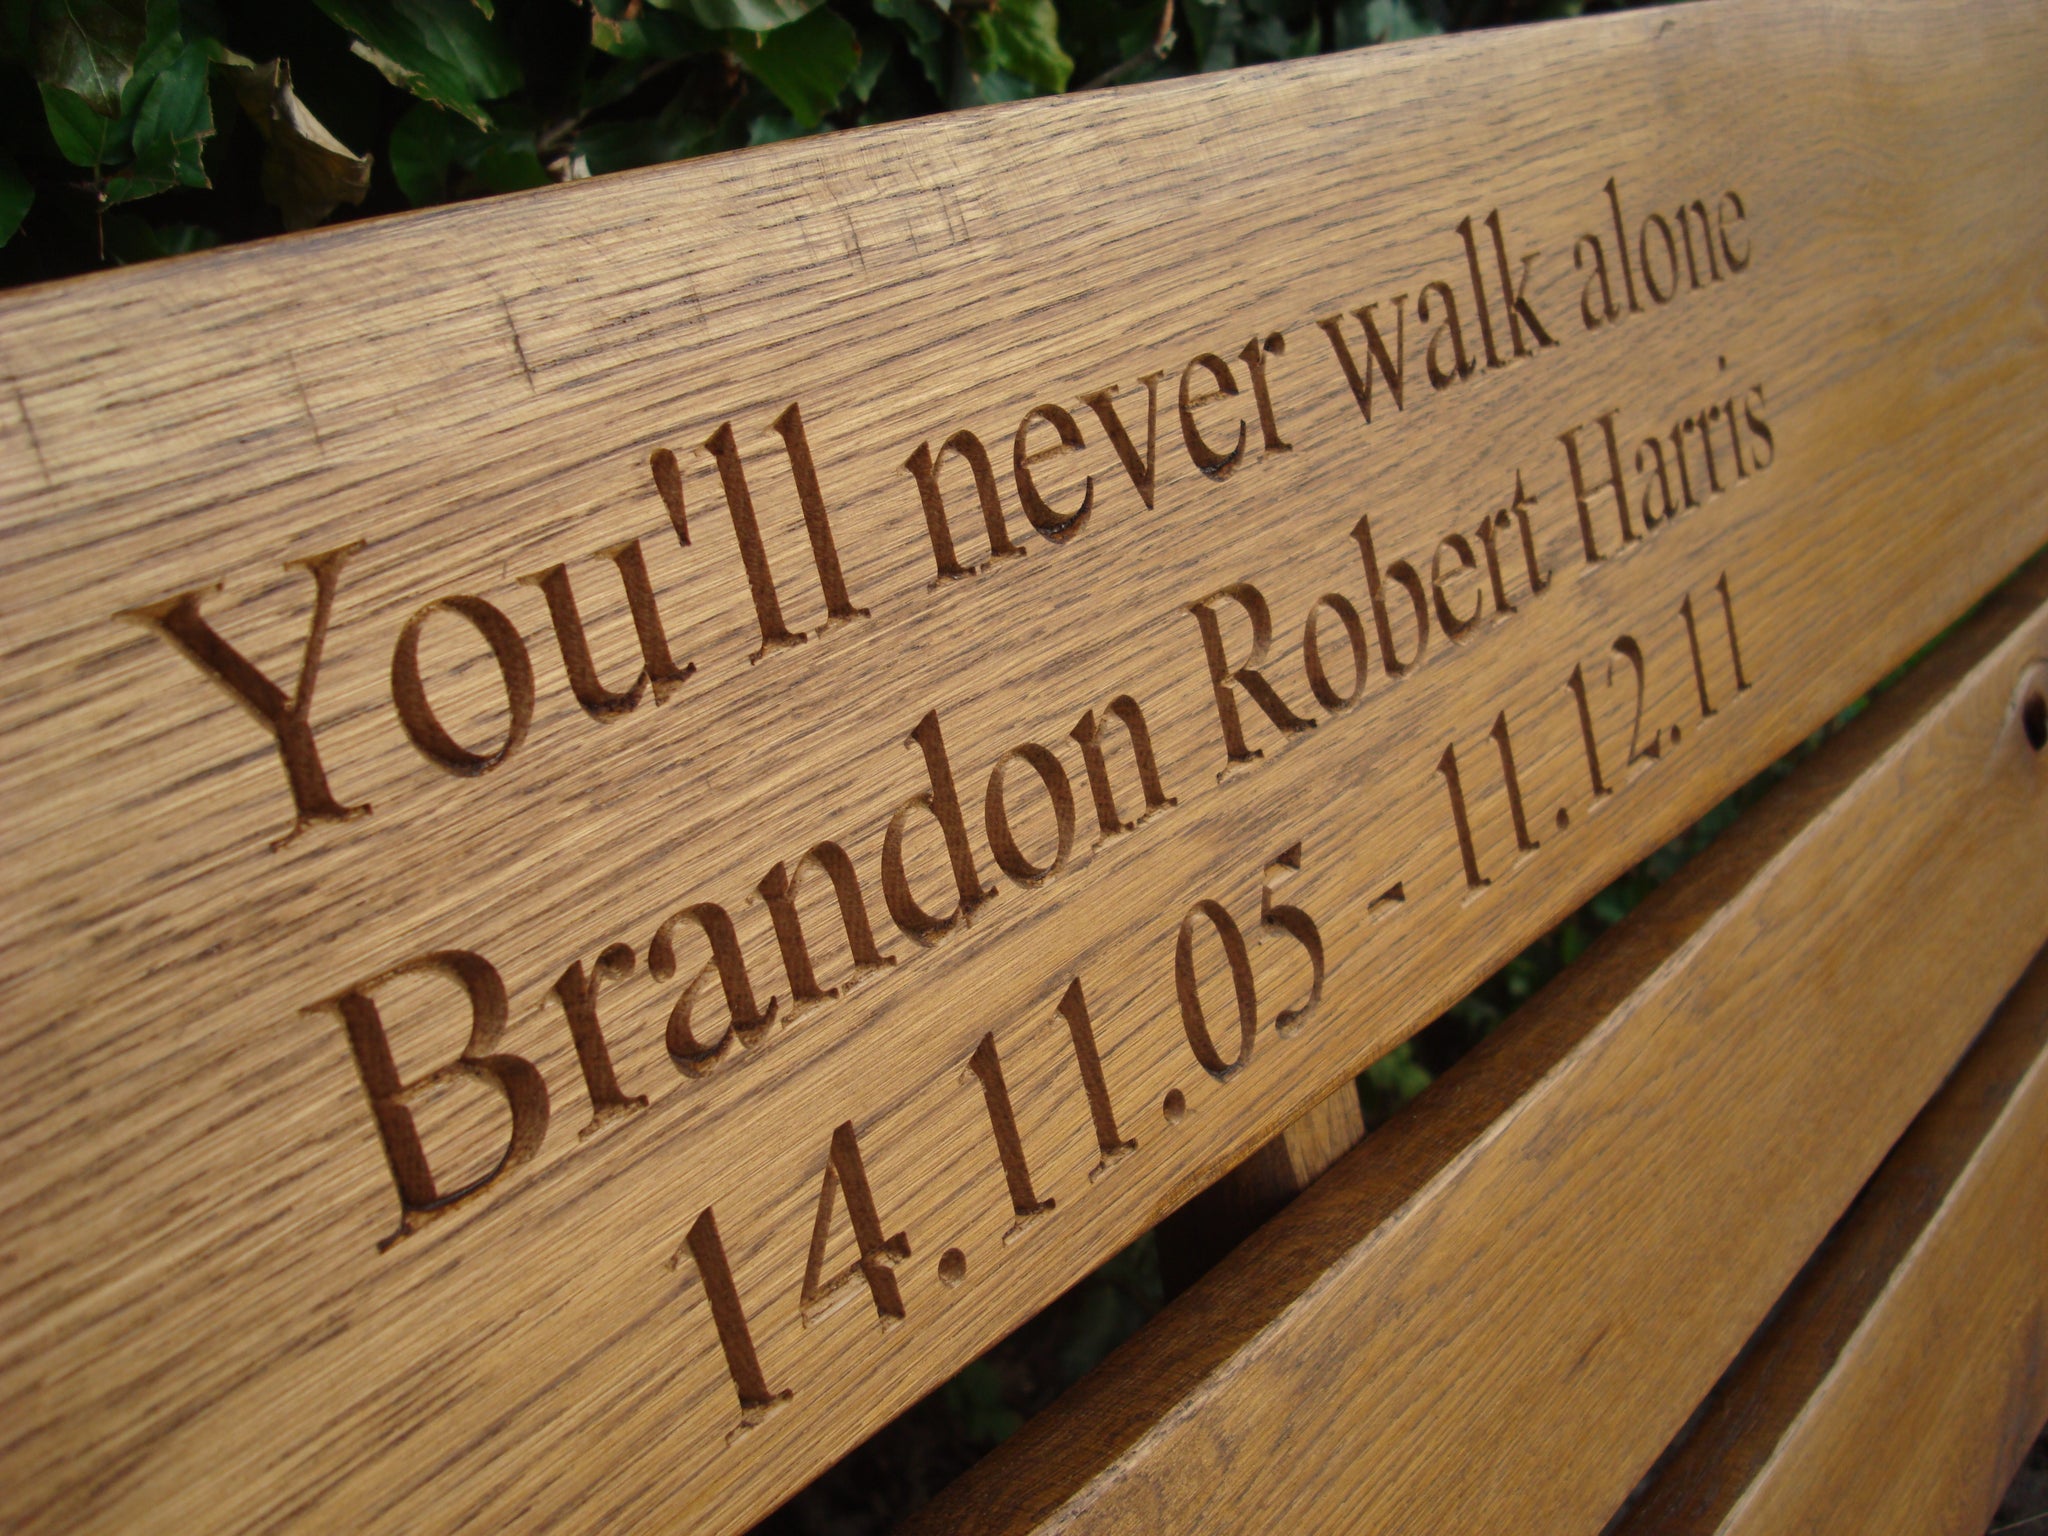 You'll never walk alone
Brandon Robert Harris
14.11.05 - 11.12.11